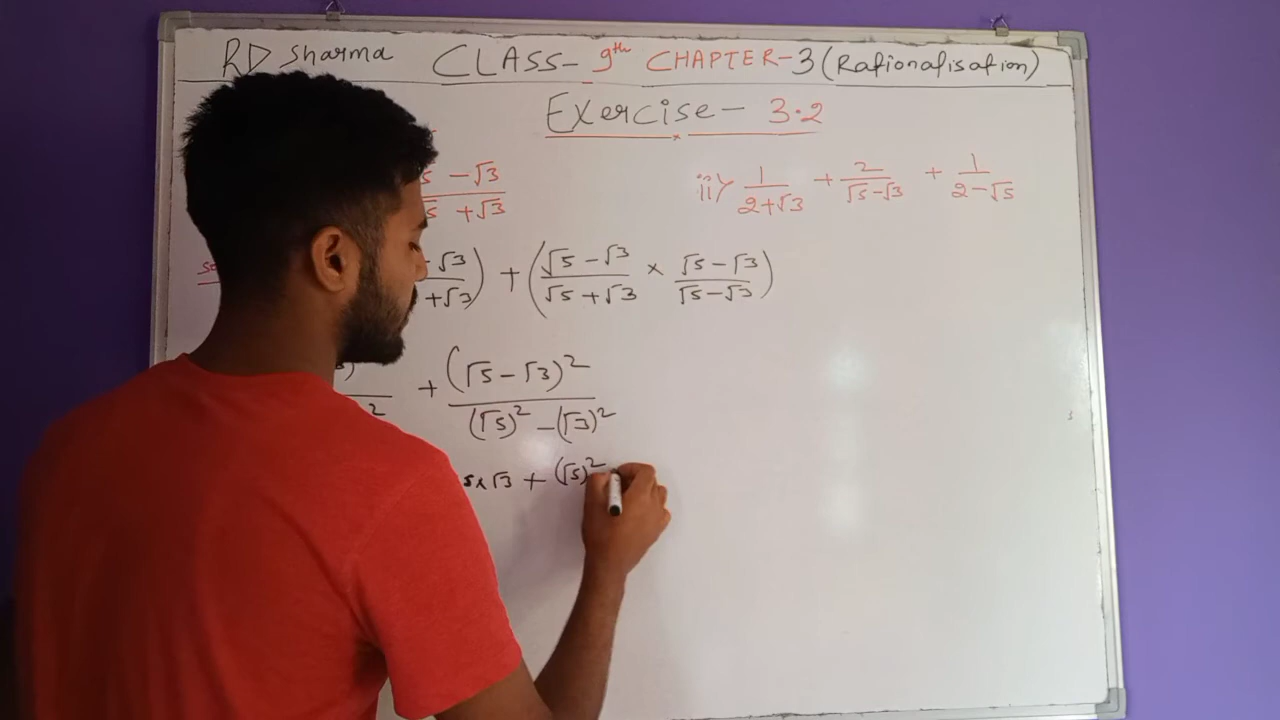 RD Sharma CLASS- 9th CHAPTER-3 (Rationalisation)
Exercise - 3.2
5 - √3 / 5 + √3
ii) 1/(2+√3) + 2/(√5-√3) + 1/(2-√5)
- √3 / + √3) + (√5 - √3 / √5 + √3 × √5 - √3 / √5 - √3)
+ (√5 - √3)² / (√5)² - (√3)²
5 × √3 + (√5)²